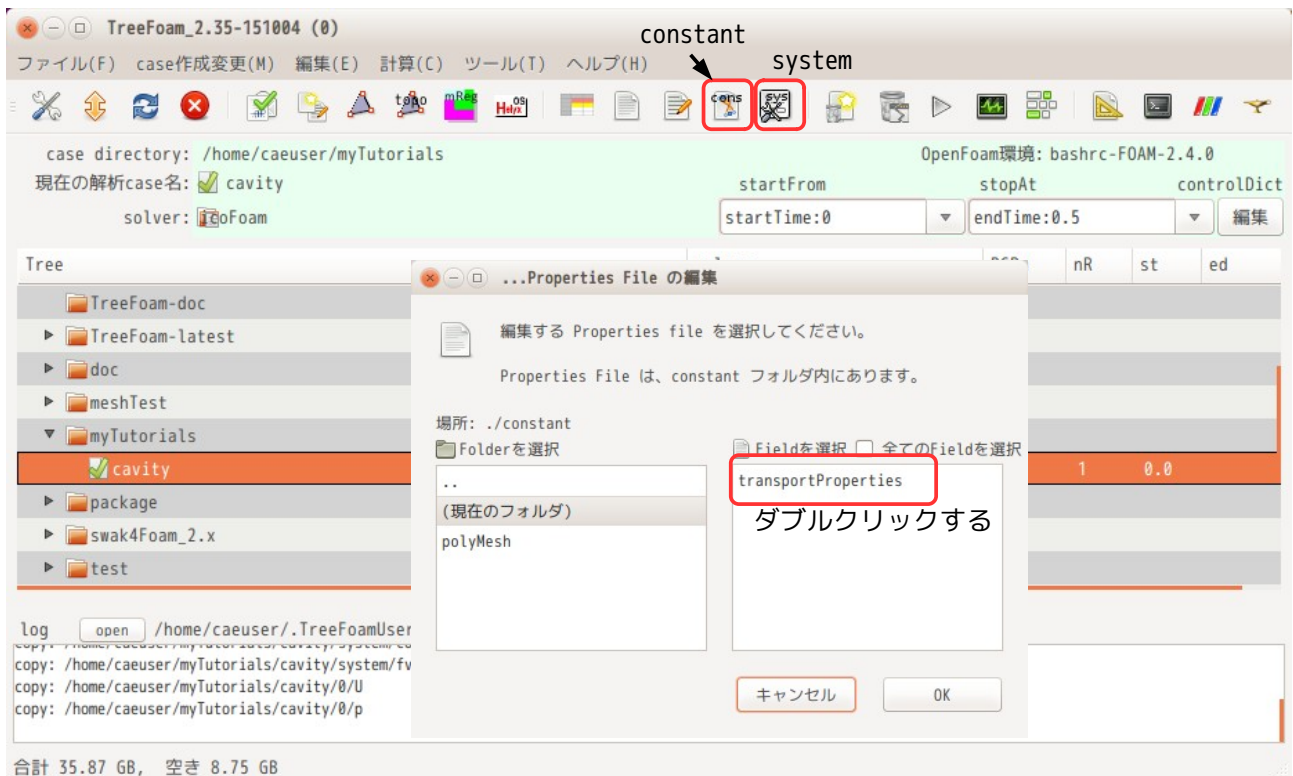 TreeFoam_2.35-151004 (0)
constant
system
ファイル(F) case作成変更(M) 編集(E) 計算(C) ツール(T) ヘルプ(H)
topo mReg Helyx OS cons sys
case directory: /home/caeuser/myTutorials OpenFoam環境: bashrc-FOAM-2.4.0
現在の解析case名: cavity startFrom stopAt controlDict
solver: icoFoam startTime:0 endTime:0.5 編集
Tree nR st ed
...Properties File の編集
TreeFoam-doc
TreeFoam-latest
doc
meshTest
myTutorials
cavity 1 0.0
package
swak4Foam_2.x
test
編集する Properties file を選択してください。
Properties File は、constant フォルダ内にあります。
場所: ./constant
Folderを選択 Fieldを選択 全てのFieldを選択
.. transportProperties
(現在のフォルダ) ダブルクリックする
polyMesh
キャンセル OK
log open /home/caeuser/.TreeFoamUser
copy: /home/caeuser/myTutorials/cavity/system/fv
copy: /home/caeuser/myTutorials/cavity/0/U
copy: /home/caeuser/myTutorials/cavity/0/p
合計 35.87 GB, 空き 8.75 GB